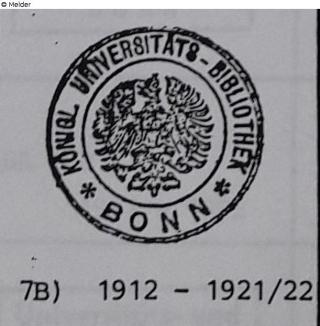 © Melder
KÖNIGL. UNIVERSITÄTS-BIBLIOTHEK
* BONN *
7B) 1912 - 1921/22